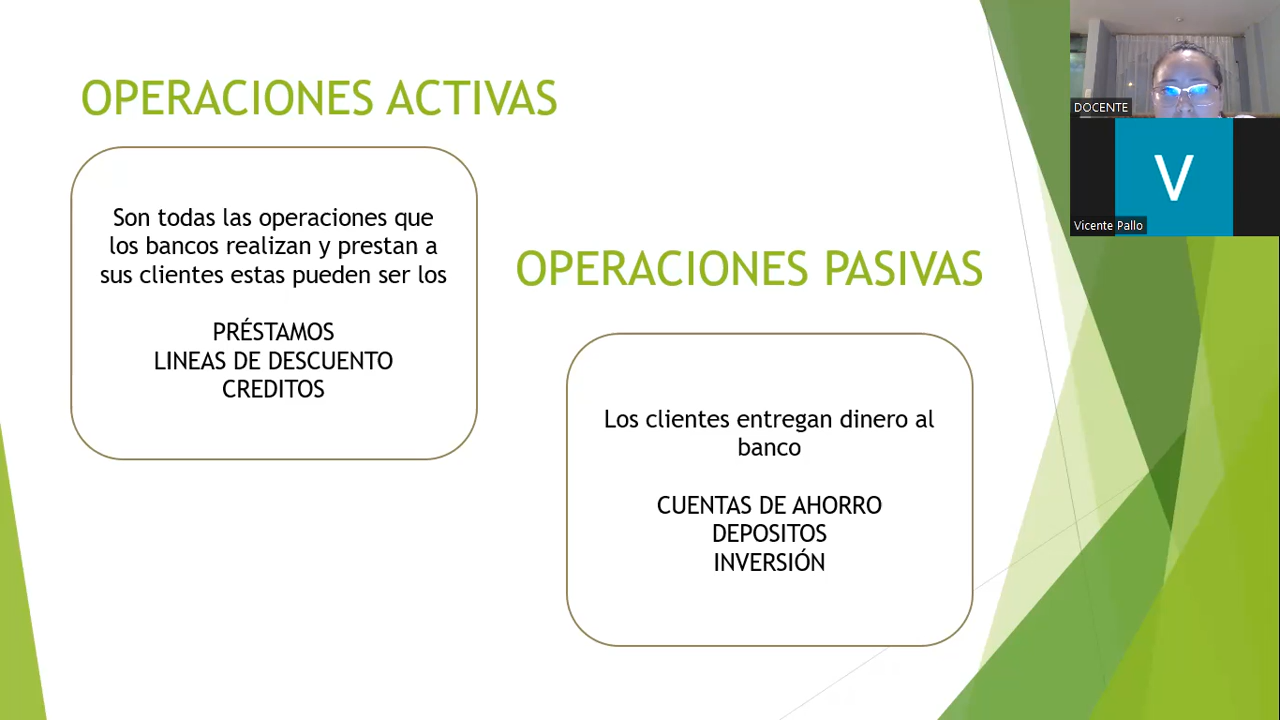 OPERACIONES ACTIVAS
Son todas las operaciones que
los bancos realizan y prestan a
sus clientes estas pueden ser los
PRÉSTAMOS
LINEAS DE DESCUENTO
CREDITOS
OPERACIONES PASIVAS
Los clientes entregan dinero al
banco
CUENTAS DE AHORRO
DEPOSITOS
INVERSIÓN
DOCENTE
V
Vicente Pallo